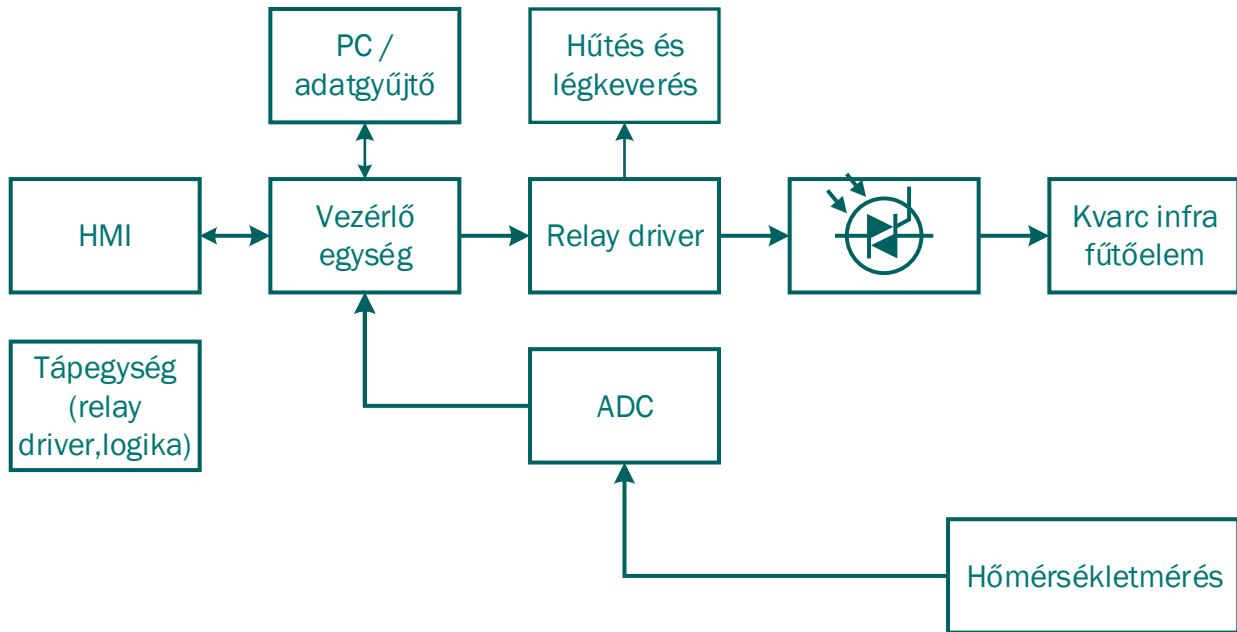 PC /
adatgyűjtő
Hűtés és
légkeverés
HMI
Vezérlő
egység
Relay driver
Kvarc infra
fűtőelem
Tápegység
(relay
driver,logika)
ADC
Hőmérsékletmérés